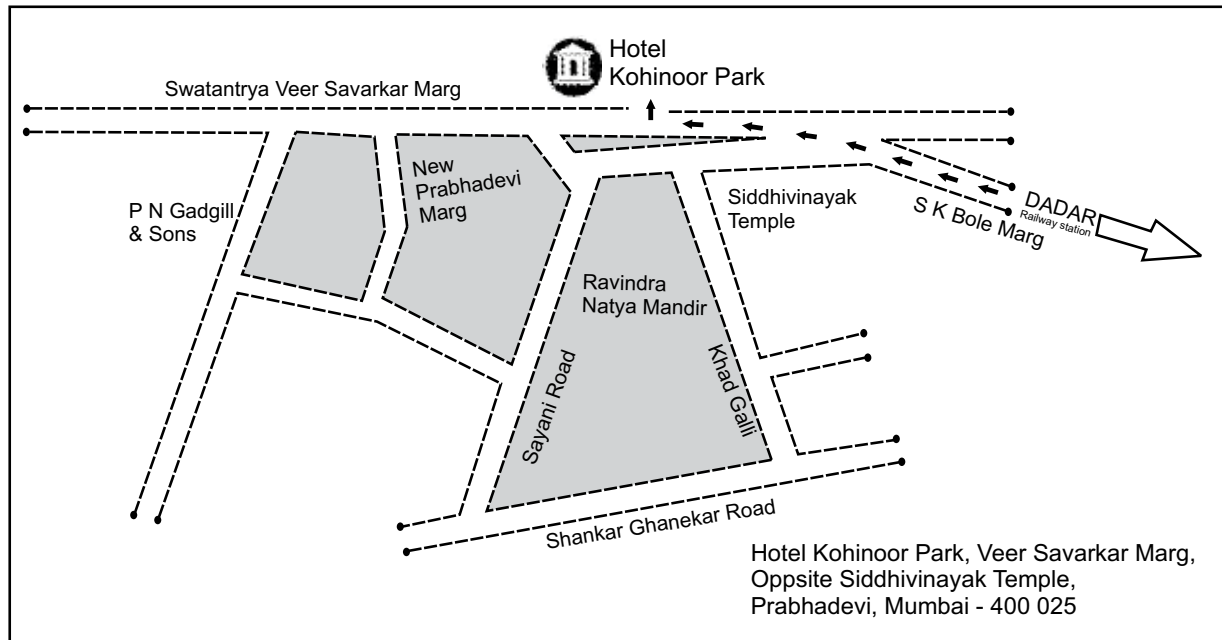 Hotel
Kohinoor Park
Swatantrya Veer Savarkar Marg
New
Prabhadevi
Marg
P N Gadgill
& Sons
Siddhivinayak
Temple
DADAR
Railway station
S K Bole Marg
Ravindra
Natya Mandir
Sayani Road
Khad Galli
Shankar Ghanekar Road
Hotel Kohinoor Park, Veer Savarkar Marg,
Oppsite Siddhivinayak Temple,
Prabhadevi, Mumbai - 400 025